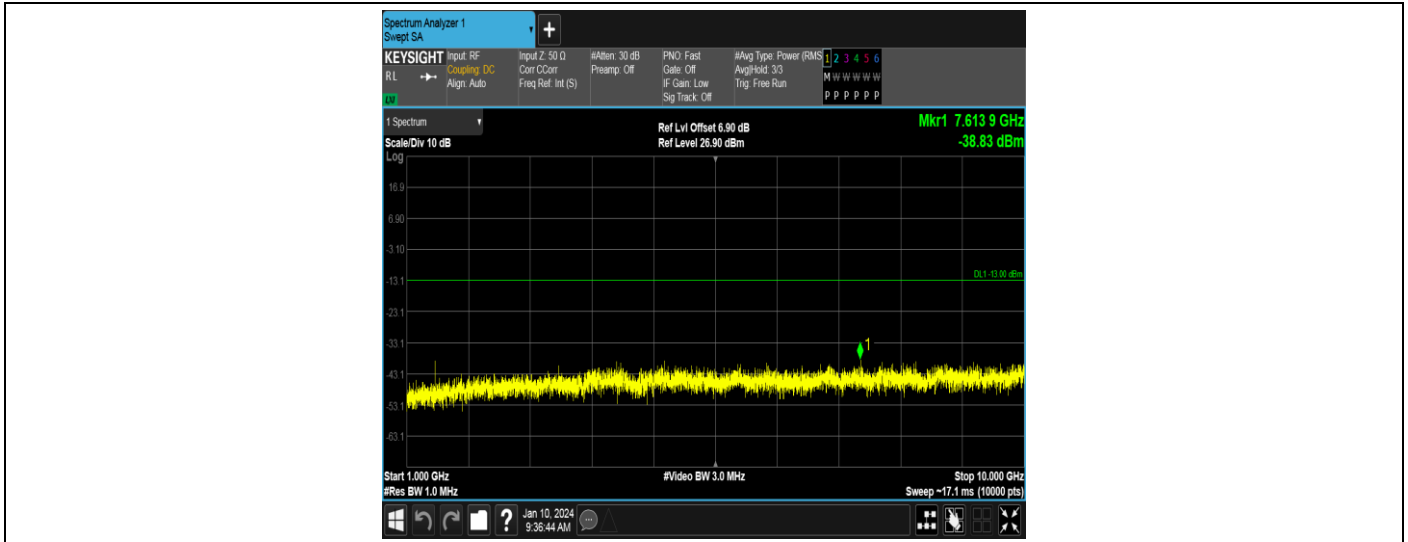 Spectrum Analyzer 1
Swept SA
+
KEYSIGHT
RL
Input: RF
Coupling: DC
Align: Auto
Input Z: 50 Ω
Corr CCorr
Freq Ref: Int (S)
#Atten: 30 dB
Preamp: Off
PNO: Fast
Gate: Off
IF Gain: Low
Sig Track: Off
#Avg Type: Power (RMS
Avg|Hold: 3/3
Trig: Free Run
1 2 3 4 5 6
M W W W W W
P P P P P P
1 Spectrum
Scale/Div 10 dB
Log
Ref Lvl Offset 6.90 dB
Ref Level 26.90 dBm
Mkr1 7.613 9 GHz
-38.83 dBm
16.9
6.90
-3.10
DL1 -13.00 dBm
-13.1
-23.1
-33.1
1
-43.1
-53.1
-63.1
Start 1.000 GHz
#Res BW 1.0 MHz
#Video BW 3.0 MHz
Stop 10.000 GHz
Sweep ~17.1 ms (10000 pts)
?
Jan 10, 2024
9:36:44 AM